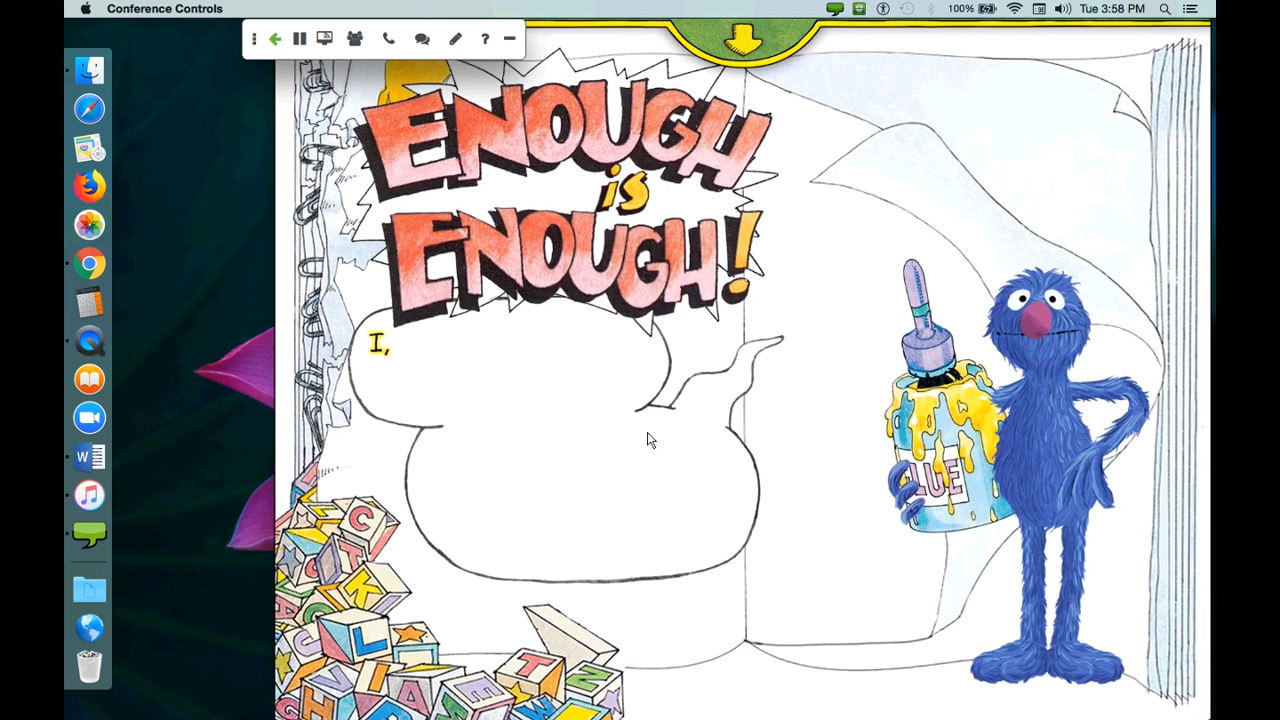 Conference Controls
100%
Tue 3:58 PM
ENOUGH
is
ENOUGH!
I,
GLUE
C
T
K
L
I
A
E
T
N
W
H